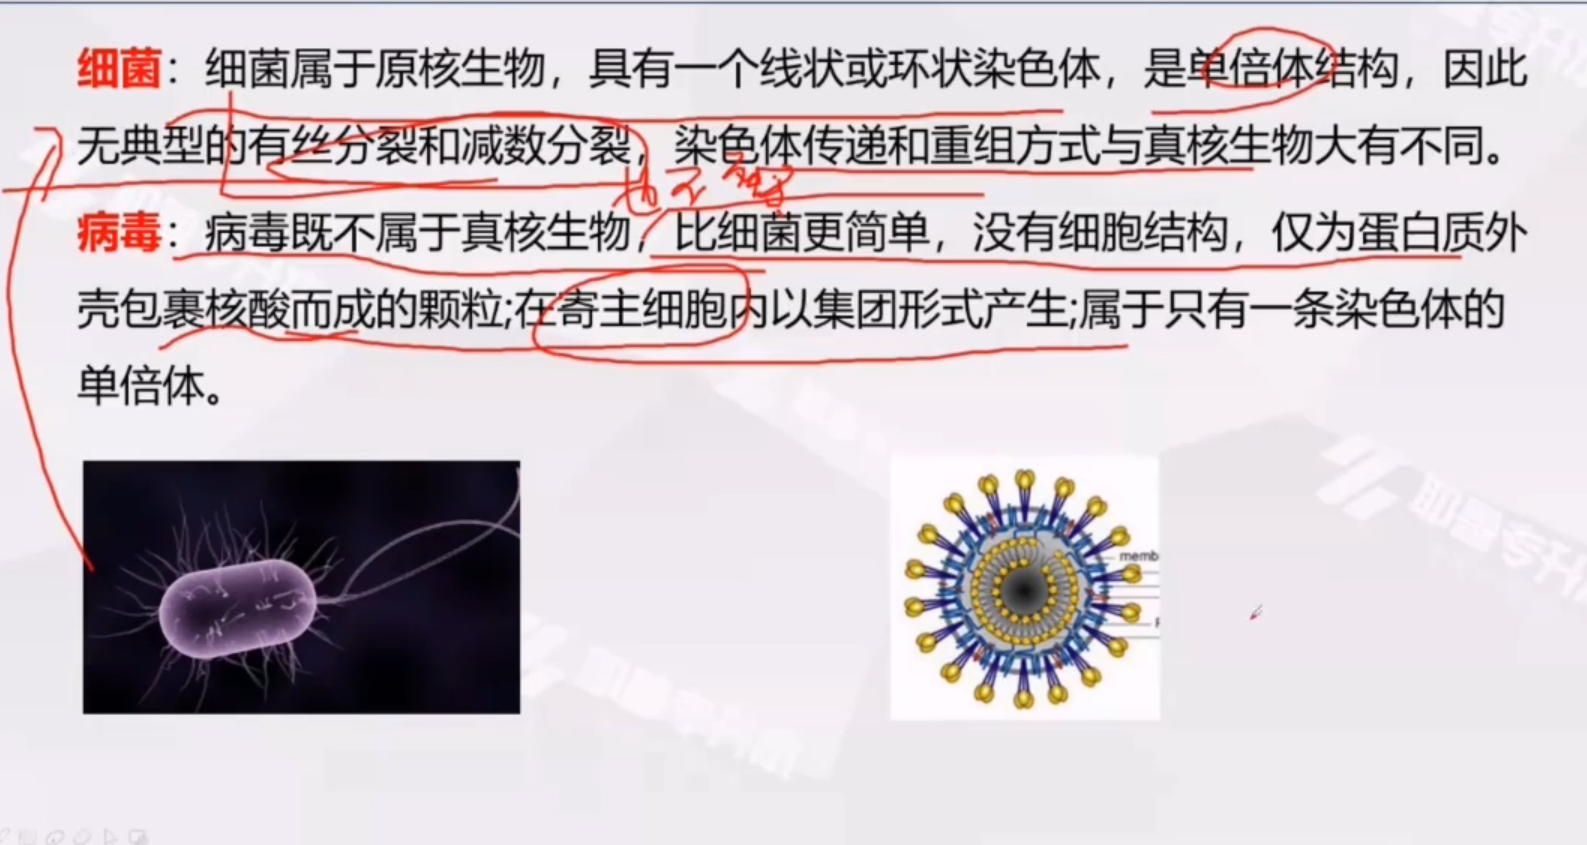 细菌：细菌属于原核生物，具有一个线状或环状染色体，是单倍体结构，因此
无典型的有丝分裂和减数分裂，染色体传递和重组方式与真核生物大有不同。
病毒：病毒既不属于真核生物，比细菌更简单，没有细胞结构，仅为蛋白质外
壳包裹核酸而成的颗粒;在寄主细胞内以集团形式产生;属于只有一条染色体的
单倍体。
memb